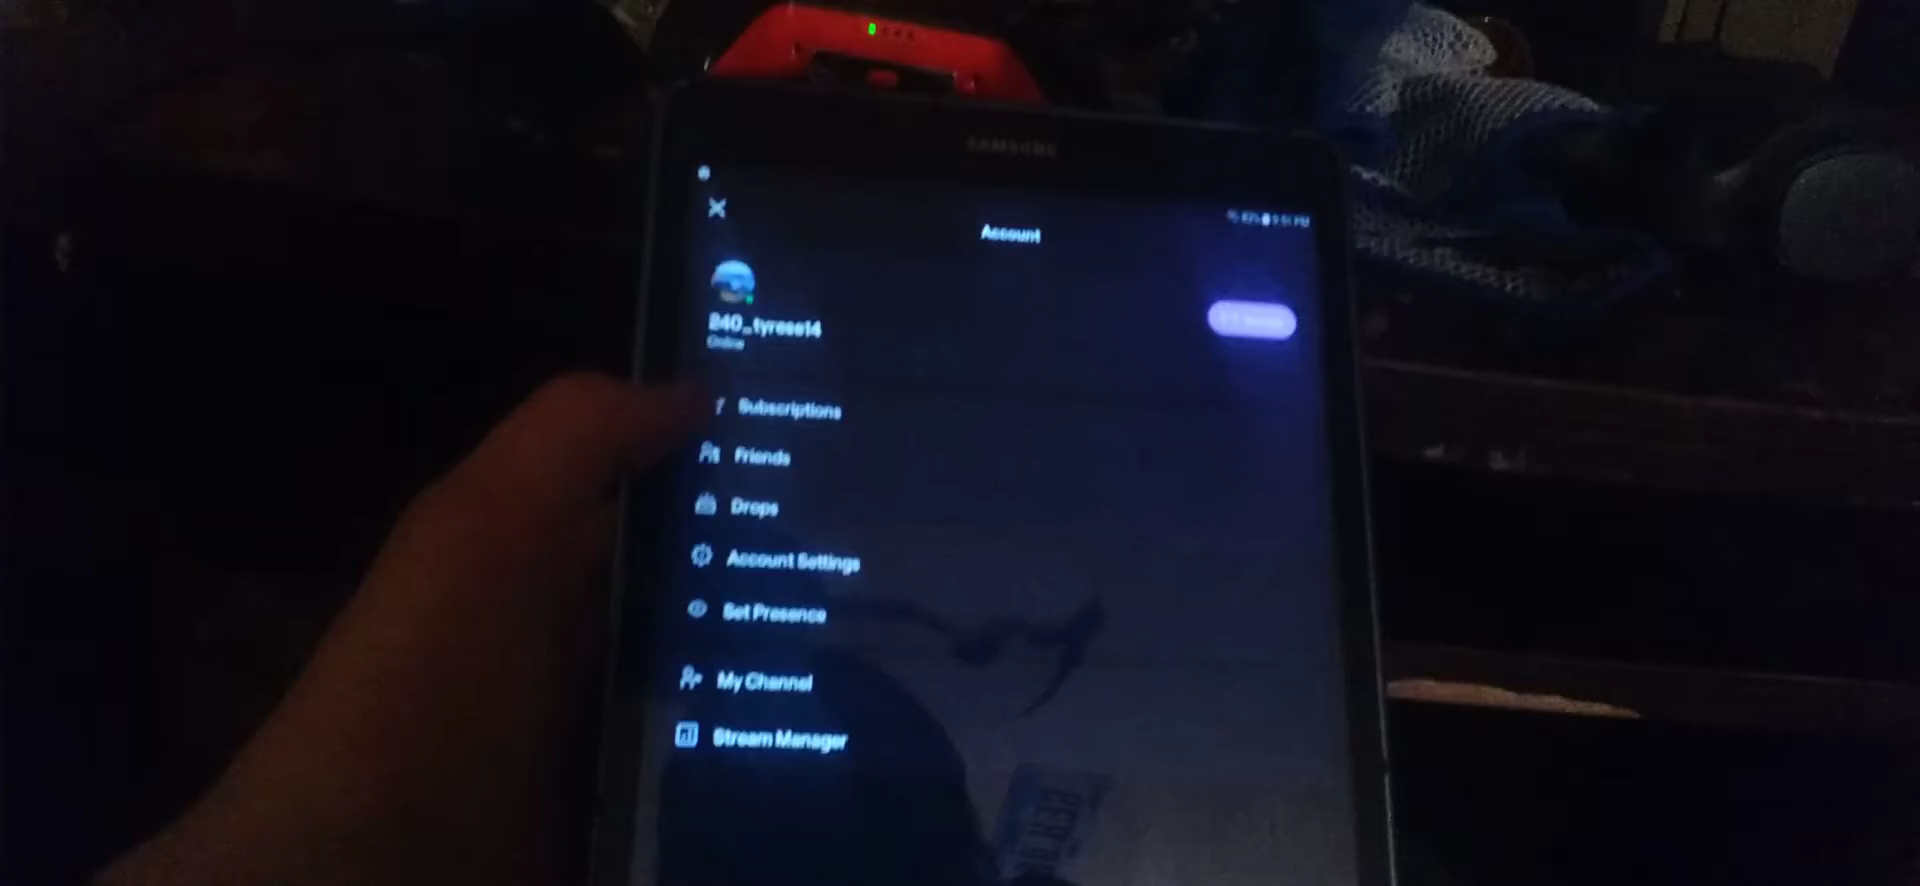 SAMSUNG
Account
240_tyrese14
Online
Subscriptions
Friends
Drops
Account Settings
Set Presence
My Channel
Stream Manager